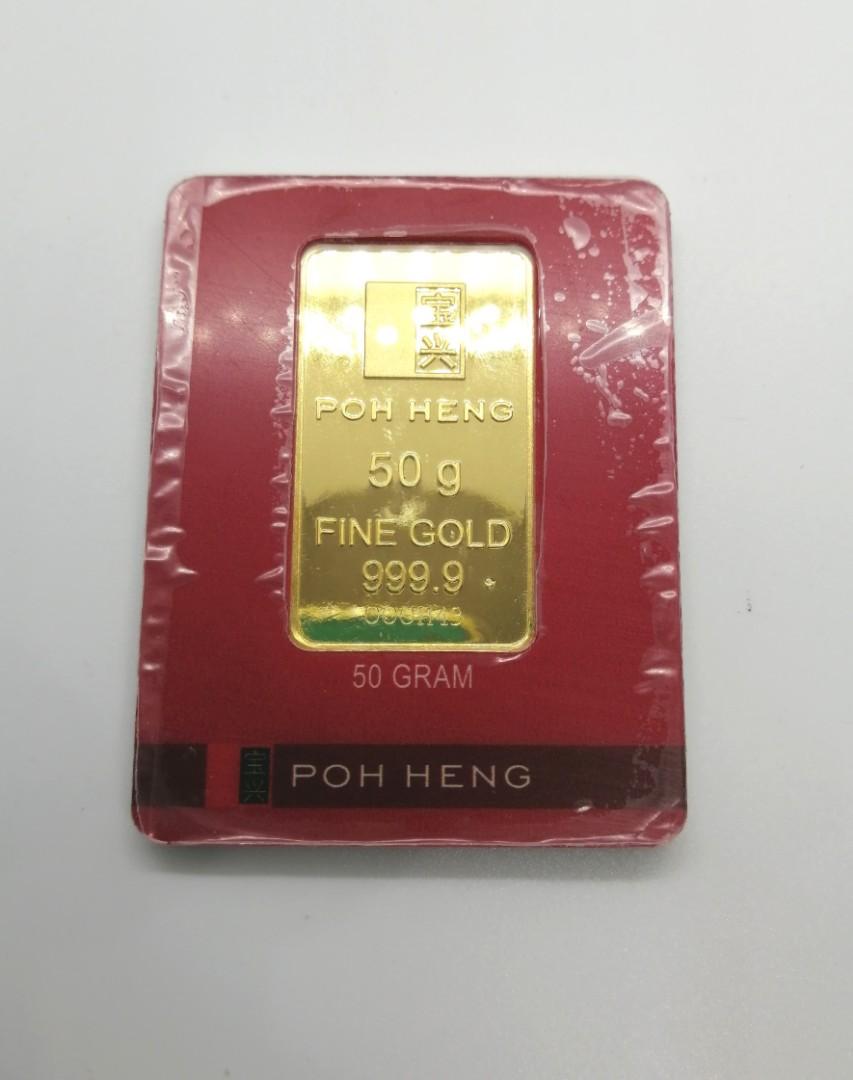 宝
兴
POH HENG
50 g
FINE GOLD
999.9
50 GRAM
宝兴
POH HENG